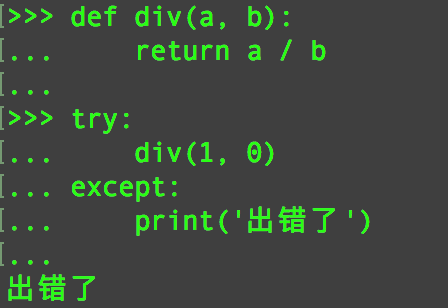 >>> def div(a, b):
...     return a / b
...
>>> try:
...     div(1, 0)
... except:
...     print('出错了')
...
出错了